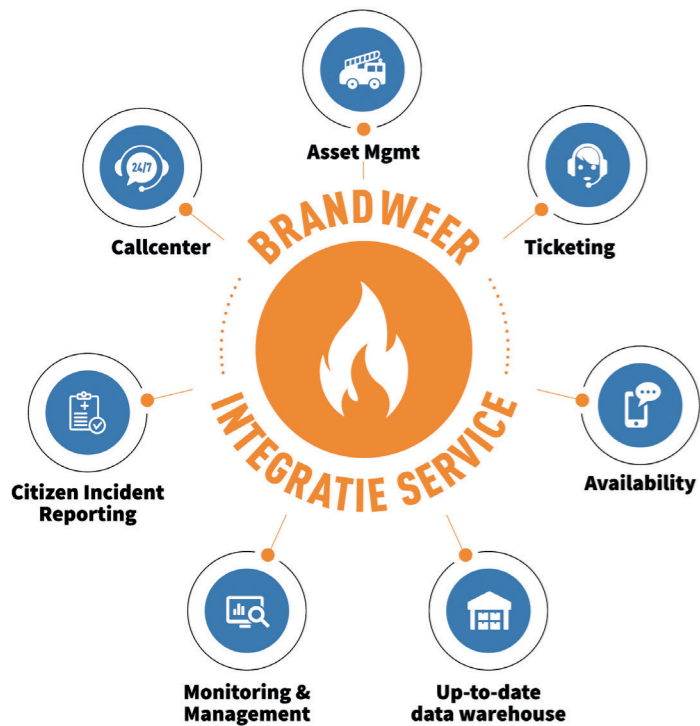 Asset Mgmt
24/7
Callcenter
Ticketing
BRANDWEER
INTEGRATIE SERVICE
Citizen Incident
Reporting
Availability
Monitoring &
Management
Up-to-date
data warehouse